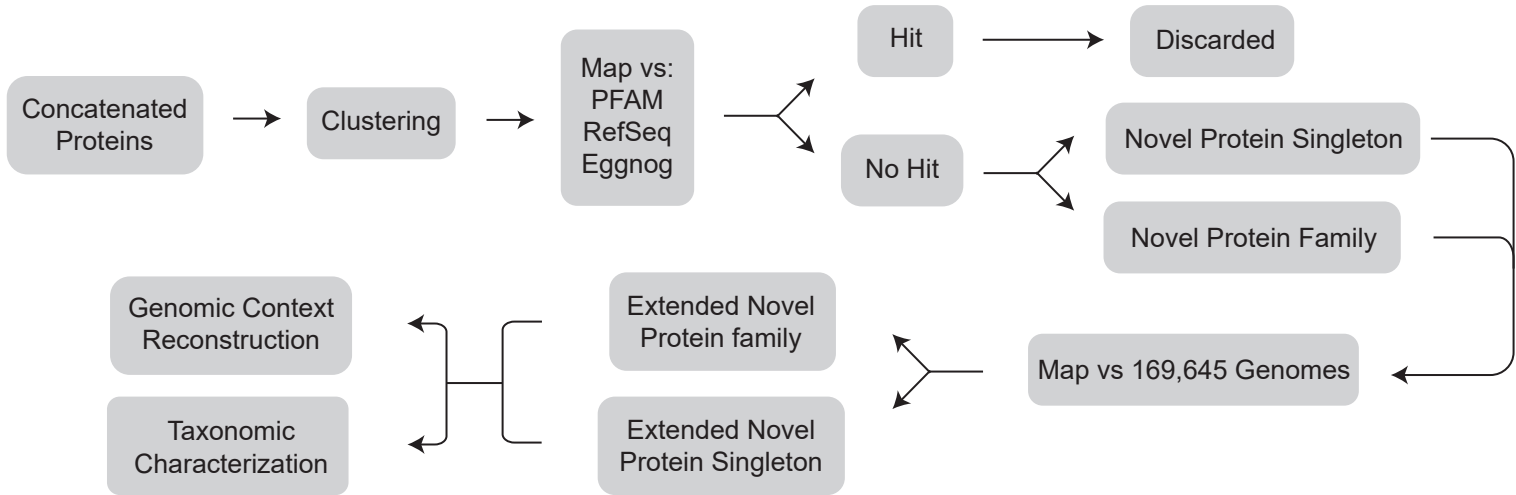 Concatenated
Proteins
Clustering
Map vs:
PFAM
RefSeq
Eggnog
Hit
Discarded
No Hit
Novel Protein Singleton
Novel Protein Family
Map vs 169,645 Genomes
Extended Novel
Protein family
Extended Novel
Protein Singleton
Genomic Context
Reconstruction
Taxonomic
Characterization